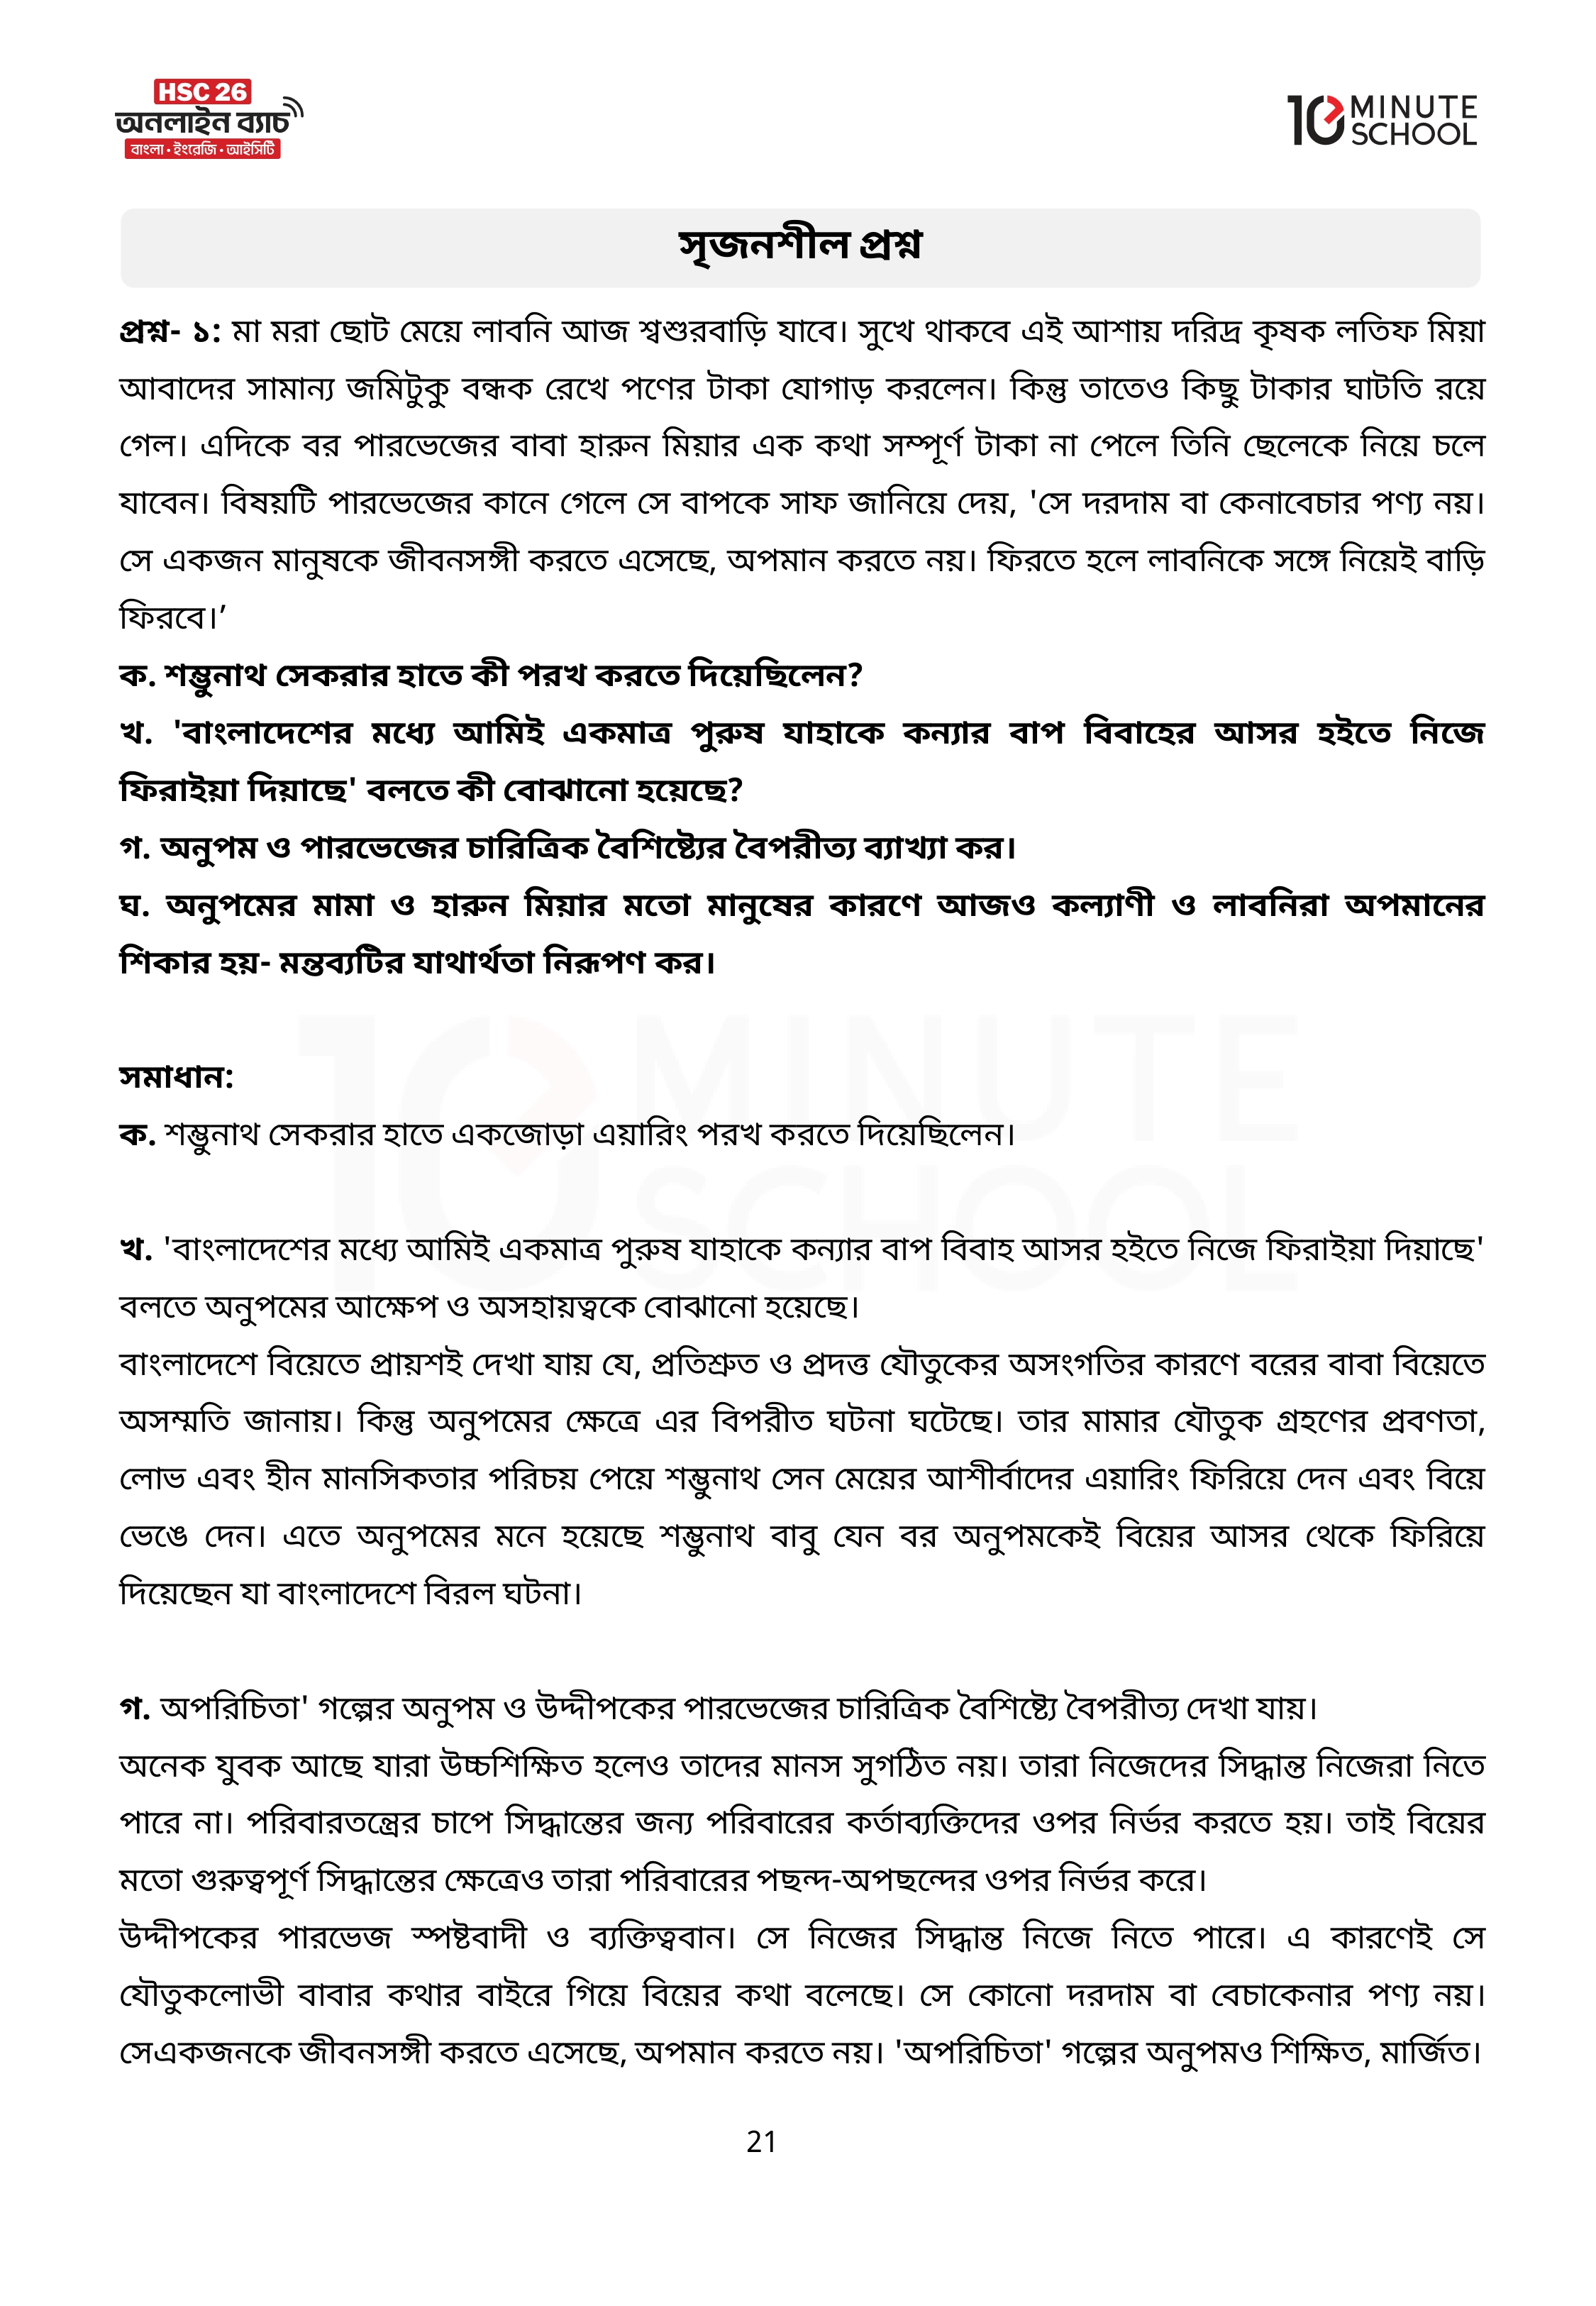 HSC 26
অনলাইন ব্যাচ
বাংলা • ইংরেজি • আইসিটি
10 MINUTE SCHOOL
সৃজনশীল প্রশ্ন
প্রশ্ন- ১: মা মরা ছোট মেয়ে লাবনি আজ শ্বশুরবাড়ি যাবে। সুখে থাকবে এই আশায় দরিদ্র কৃষক লতিফ মিয়া
আবাদের সামান্য জমিটুকু বন্ধক রেখে পণের টাকা যোগাড় করলেন। কিন্তু তাতেও কিছু টাকার ঘাটতি রয়ে
গেল। এদিকে বর পারভেজের বাবা হারুন মিয়ার এক কথা সম্পূর্ণ টাকা না পেলে তিনি ছেলেকে নিয়ে চলে
যাবেন। বিষয়টি পারভেজের কানে গেলে সে বাপকে সাফ জানিয়ে দেয়, 'সে দরদাম বা কেনাবেচার পণ্য নয়।
সে একজন মানুষকে জীবনসঙ্গী করতে এসেছে, অপমান করতে নয়। ফিরতে হলে লাবনিকে সঙ্গে নিয়েই বাড়ি
ফিরবে।’
ক. শম্ভুনাথ সেকরার হাতে কী পরখ করতে দিয়েছিলেন?
খ. 'বাংলাদেশের মধ্যে আমিই একমাত্র পুরুষ যাহাকে কন্যার বাপ বিবাহের আসর হইতে নিজে
ফিরাইয়া দিয়াছে' বলতে কী বোঝানো হয়েছে?
গ. অনুপম ও পারভেজের চারিত্রিক বৈশিষ্ট্যের বৈপরীত্য ব্যাখ্যা কর।
ঘ. অনুপমের মামা ও হারুন মিয়ার মতো মানুষের কারণে আজও কল্যাণী ও লাবনিরা অপমানের
শিকার হয়- মন্তব্যটির যাথার্থতা নিরূপণ কর।
সমাধান:
ক. শম্ভুনাথ সেকরার হাতে একজোড়া এয়ারিং পরখ করতে দিয়েছিলেন।
খ. 'বাংলাদেশের মধ্যে আমিই একমাত্র পুরুষ যাহাকে কন্যার বাপ বিবাহ আসর হইতে নিজে ফিরাইয়া দিয়াছে'
বলতে অনুপমের আক্ষেপ ও অসহায়ত্বকে বোঝানো হয়েছে।
বাংলাদেশে বিয়েতে প্রায়শই দেখা যায় যে, প্রতিশ্রুত ও প্রদত্ত যৌতুকের অসংগতির কারণে বরের বাবা বিয়েতে
অসম্মতি জানায়। কিন্তু অনুপমের ক্ষেত্রে এর বিপরীত ঘটনা ঘটেছে। তার মামার যৌতুক গ্রহণের প্রবণতা,
লোভ এবং হীন মানসিকতার পরিচয় পেয়ে শম্ভুনাথ সেন মেয়ের আশীর্বাদের এয়ারিং ফিরিয়ে দেন এবং বিয়ে
ভেঙে দেন। এতে অনুপমের মনে হয়েছে শম্ভুনাথ বাবু যেন বর অনুপমকেই বিয়ের আসর থেকে ফিরিয়ে
দিয়েছেন যা বাংলাদেশে বিরল ঘটনা।
গ. অপরিচিতা' গল্পের অনুপম ও উদ্দীপকের পারভেজের চারিত্রিক বৈশিষ্ট্যে বৈপরীত্য দেখা যায়।
অনেক যুবক আছে যারা উচ্চশিক্ষিত হলেও তাদের মানস সুগঠিত নয়। তারা নিজেদের সিদ্ধান্ত নিজেরা নিতে
পারে না। পরিবারতন্ত্রের চাপে সিদ্ধান্তের জন্য পরিবারের কর্তাব্যক্তিদের ওপর নির্ভর করতে হয়। তাই বিয়ের
মতো গুরুত্বপূর্ণ সিদ্ধান্তের ক্ষেত্রেও তারা পরিবারের পছন্দ-অপছন্দের ওপর নির্ভর করে।
উদ্দীপকের পারভেজ স্পষ্টবাদী ও ব্যক্তিত্ববান। সে নিজের সিদ্ধান্ত নিজে নিতে পারে। এ কারণেই সে
যৌতুকলোভী বাবার কথার বাইরে গিয়ে বিয়ের কথা বলেছে। সে কোনো দরদাম বা বেচাকেনার পণ্য নয়।
সেএকজনকে জীবনসঙ্গী করতে এসেছে, অপমান করতে নয়। 'অপরিচিতা' গল্পের অনুপমও শিক্ষিত, মার্জিত।
21